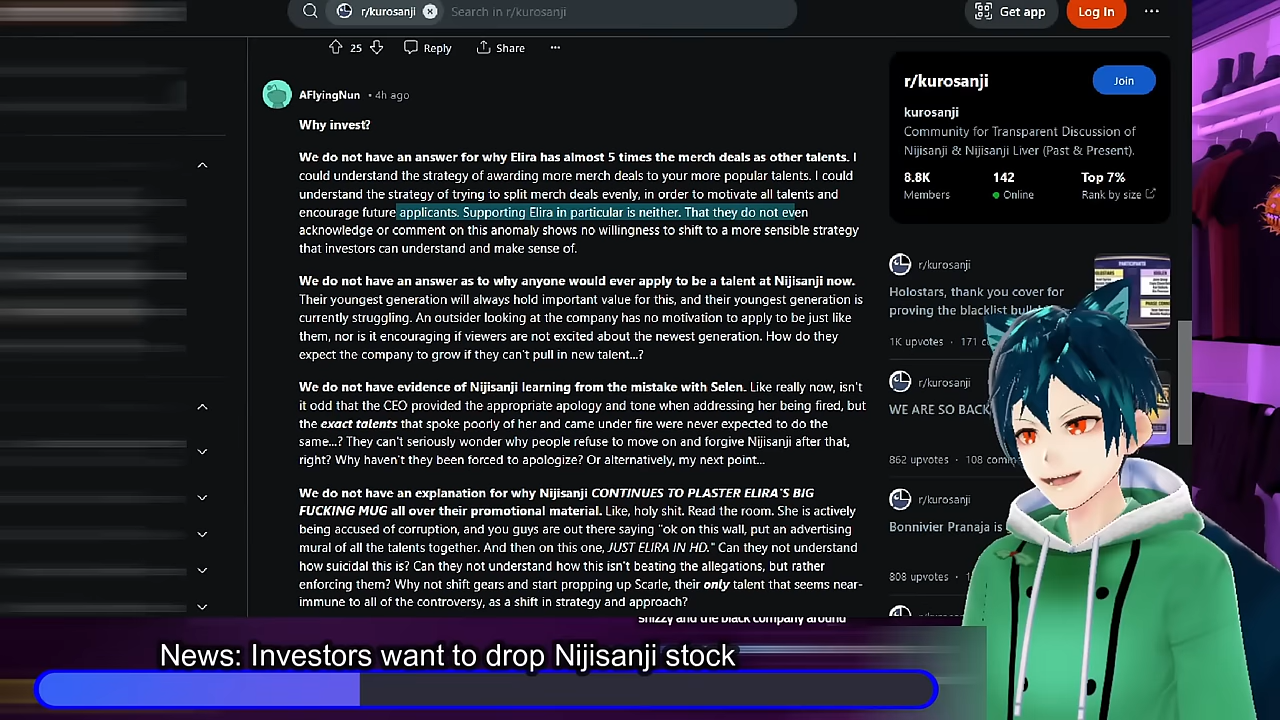 r/kurosanji
Search in r/kurosanji
Get app
Log In
25
Reply
Share
AFlyingNun • 4h ago
Why invest?
We do not have an answer for why Elira has almost 5 times the merch deals as other talents. I
could understand the strategy of awarding more merch deals to your more popular talents. I could
understand the strategy of trying to split merch deals evenly, in order to motivate all talents and
encourage future applicants. Supporting Elira in particular is neither. That they do not even
acknowledge or comment on this anomaly shows no willingness to shift to a more sensible strategy
that investors can understand and make sense of.
We do not have an answer as to why anyone would ever apply to be a talent at Nijisanji now.
Their youngest generation will always hold important value for this, and their youngest generation is
currently struggling. An outsider looking at the company has no motivation to apply to be just like
them, nor is it encouraging if viewers are not excited about the newest generation. How do they
expect the company to grow if they can't pull in new talent...?
We do not have evidence of Nijisanji learning from the mistake with Selen. Like really now, isn't
it odd that the CEO provided the appropriate apology and tone when addressing her being fired, but
the exact talents that spoke poorly of her and came under fire were never expected to do the
same...? They can't seriously wonder why people refuse to move on and forgive Nijisanji after that,
right? Why haven't they been forced to apologize? Or alternatively, my next point...
We do not have an explanation for why Nijisanji CONTINUES TO PLASTER ELIRA'S BIG
FUCKING MUG all over their promotional material. Like, holy shit. Read the room. She is actively
being accused of corruption, and you guys are out there saying "ok on this wall, put an advertising
mural of all the talents together. And then on this one, JUST ELIRA IN HD." Can they not understand
how suicidal this is? Can they not understand how this isn't beating the allegations, but rather
enforcing them? Why not shift gears and start propping up Scarle, their only talent that seems near-
immune to all of the controversy, as a shift in strategy and approach?
r/kurosanji
Join
kurosanji
Community for Transparent Discussion of
Nijisanji & Nijisanji Liver (Past & Present).
8.8K
142
Top 7%
Members
Online
Rank by size
r/kurosanji
Holostars, thank you cover for
proving the blacklist
1K upvotes · 171
r/kurosanji
WE ARE SO BACK
862 upvotes · 108
r/kurosanji
Bonnivier Pranaja is
808 upvotes
shizzy and the black company around
News: Investors want to drop Nijisanji stock